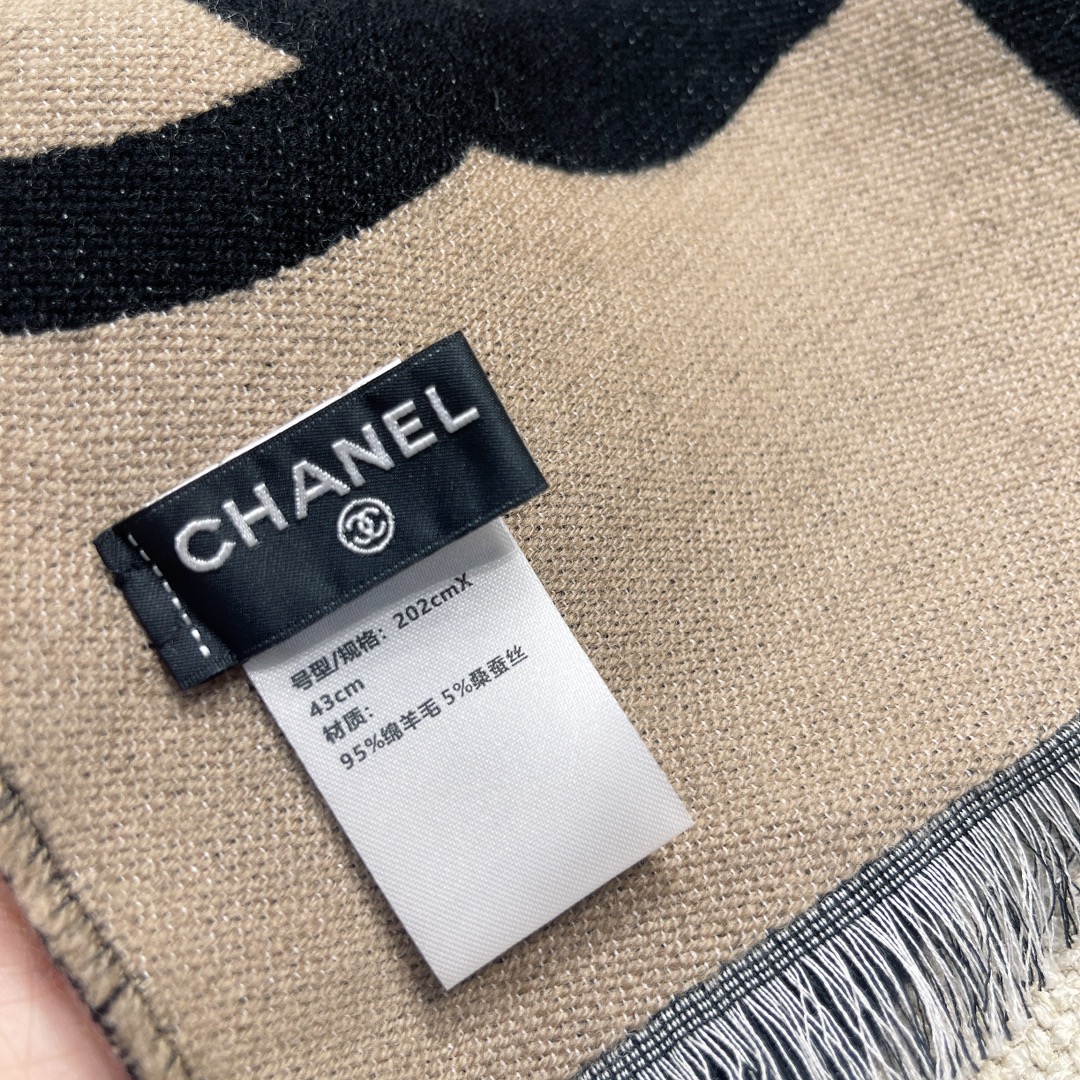 CHANEL
号型/规格: 202cmX
43cm
材质:
95%绵羊毛 5%桑蚕丝